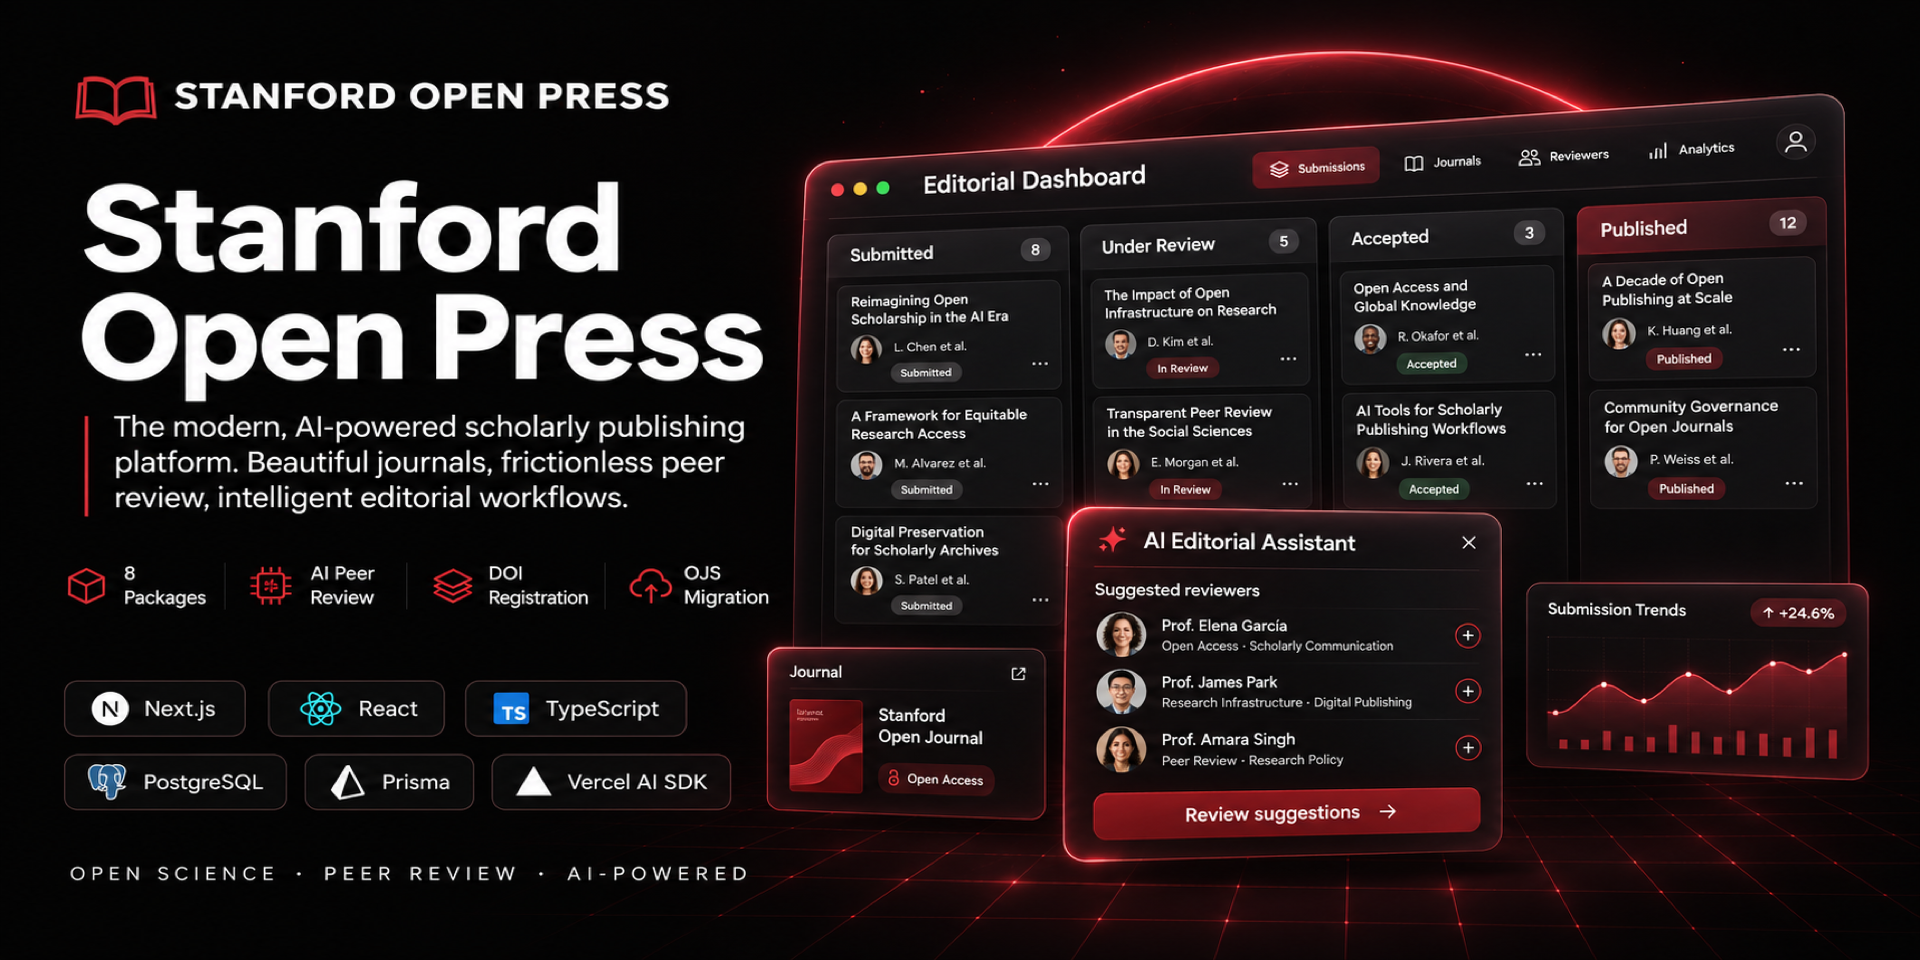 STANFORD OPEN PRESS
Stanford
Open Press
The modern, AI-powered scholarly publishing
platform. Beautiful journals, frictionless peer
review, intelligent editorial workflows.
8
Packages
AI Peer
Review
DOI
Registration
OJS
Migration
Next.js
React
TS TypeScript
PostgreSQL
Prisma
Vercel AI SDK
OPEN SCIENCE · PEER REVIEW · AI-POWERED
Editorial Dashboard
Submissions
Journals
Reviewers
Analytics
Submitted 8
Reimagining Open
Scholarship in the AI Era
L. Chen et al.
Submitted
A Framework for Equitable
Research Access
M. Alvarez et al.
Submitted
Digital Preservation
for Scholarly Archives
S. Patel et al.
Submitted
Under Review 5
The Impact of Open
Infrastructure on Research
D. Kim et al.
In Review
Transparent Peer Review
in the Social Sciences
E. Morgan et al.
In Review
Accepted 3
Open Access and
Global Knowledge
R. Okafor et al.
Accepted
AI Tools for Scholarly
Publishing Workflows
J. Rivera et al.
Accepted
Published 12
A Decade of Open
Publishing at Scale
K. Huang et al.
Published
Community Governance
for Open Journals
P. Weiss et al.
Published
Journal
Stanford
Open Journal
Open Access
AI Editorial Assistant
Suggested reviewers
Prof. Elena García
Open Access · Scholarly Communication
Prof. James Park
Research Infrastructure · Digital Publishing
Prof. Amara Singh
Peer Review · Research Policy
Review suggestions →
Submission Trends
↑ +24.6%